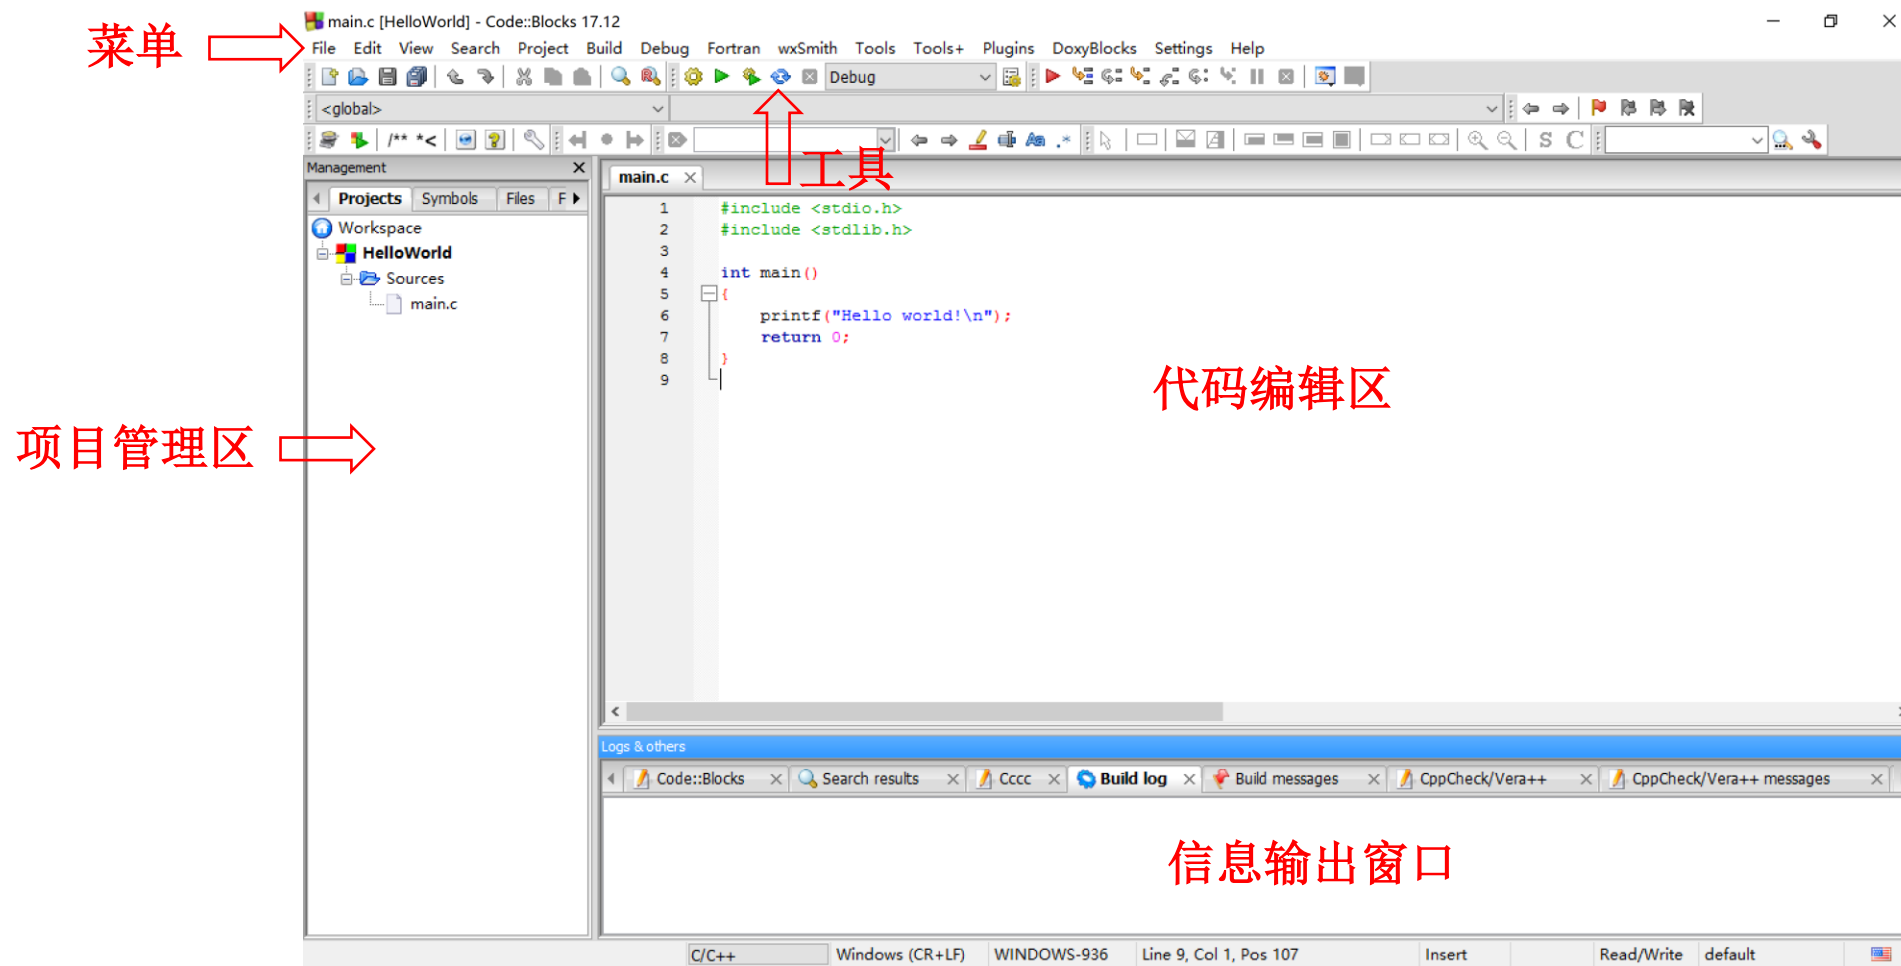 main.c [HelloWorld] - Code::Blocks 17.12
菜单
File Edit View Search Project Build Debug Fortran wxSmith Tools Tools+ Plugins DoxyBlocks Settings Help
Debug
<global>
/** *<
Aa .*
S C
工具
Management
main.c
Projects Symbols Files F
Workspace
HelloWorld
Sources
main.c
1 #include <stdio.h>
2 #include <stdlib.h>
3
4 int main()
5 {
6 printf("Hello world!\n");
7 return 0;
8 }
9
代码编辑区
项目管理区
Logs & others
Code::Blocks Search results Cccc Build log Build messages CppCheck/Vera++ CppCheck/Vera++ messages
信息输出窗口
C/C++ Windows (CR+LF) WINDOWS-936 Line 9, Col 1, Pos 107 Insert Read/Write default